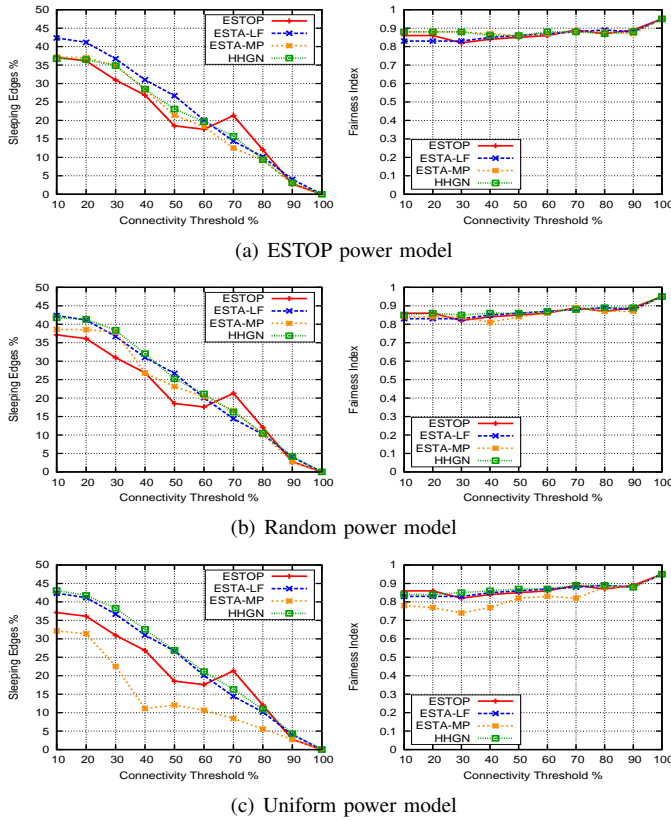 50
45
40
35
30
25
20
15
10
5
0
Sleeping Edges %
10 20 30 40 50 60 70 80 90 100
Connectivity Threshold %
ESTOP
ESTA-LF
ESTA-MP
HHGN
1
0.9
0.8
0.7
0.6
0.5
0.4
0.3
0.2
0.1
0
Fairness Index
10 20 30 40 50 60 70 80 90 100
Connectivity Threshold %
ESTOP
ESTA-LF
ESTA-MP
HHGN
(a) ESTOP power model
50
45
40
35
30
25
20
15
10
5
0
Sleeping Edges %
10 20 30 40 50 60 70 80 90 100
Connectivity Threshold %
ESTOP
ESTA-LF
ESTA-MP
HHGN
1
0.9
0.8
0.7
0.6
0.5
0.4
0.3
0.2
0.1
0
Fairness Index
10 20 30 40 50 60 70 80 90 100
Connectivity Threshold %
ESTOP
ESTA-LF
ESTA-MP
HHGN
(b) Random power model
50
45
40
35
30
25
20
15
10
5
0
Sleeping Edges %
10 20 30 40 50 60 70 80 90 100
Connectivity Threshold %
ESTOP
ESTA-LF
ESTA-MP
HHGN
1
0.9
0.8
0.7
0.6
0.5
0.4
0.3
0.2
0.1
0
Fairness Index
10 20 30 40 50 60 70 80 90 100
Connectivity Threshold %
ESTOP
ESTA-LF
ESTA-MP
HHGN
(c) Uniform power model